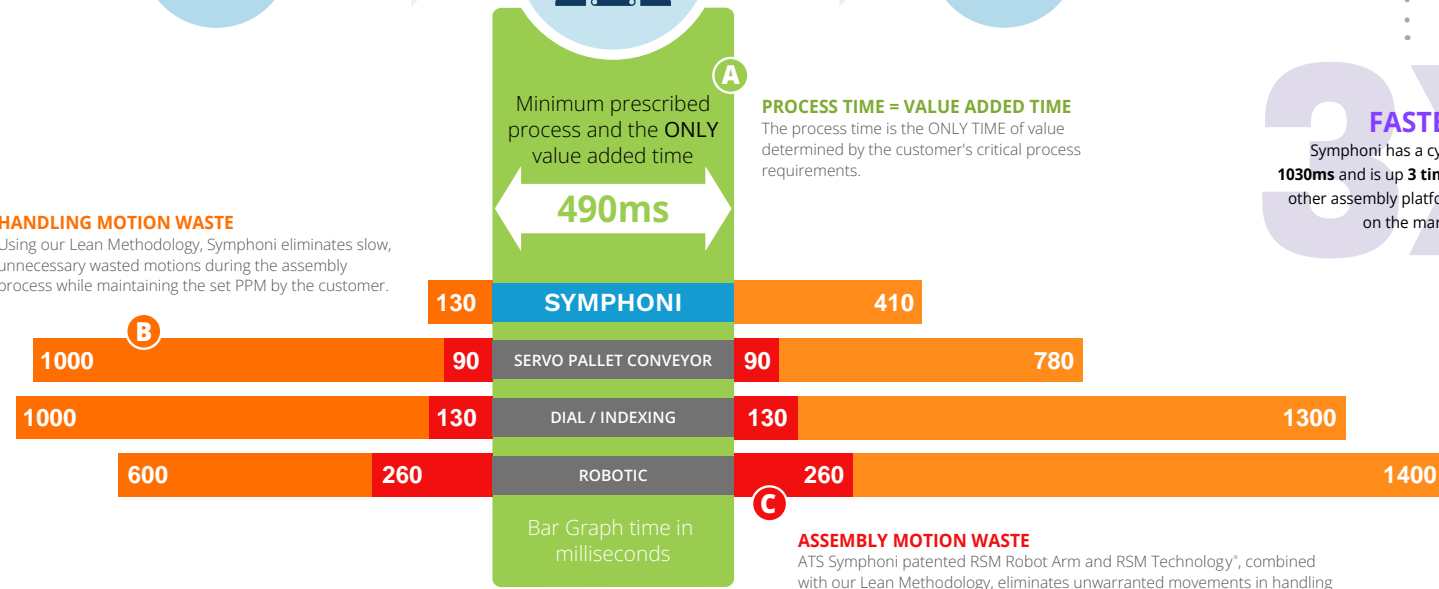 A
Minimum prescribed
process and the ONLY
value added time
490ms
PROCESS TIME = VALUE ADDED TIME
The process time is the ONLY TIME of value
determined by the customer's critical process
requirements.
3
Symphoni has a
1030ms and is up 3
other assembly
on the
HANDLING MOTION WASTE
Using our Lean Methodology, Symphoni eliminates slow,
unnecessary wasted motions during the assembly
process while maintaining the set PPM by the customer.
130 SYMPHONI 410
B
1000 90 SERVO PALLET CONVEYOR 90 780
1000 130 DIAL / INDEXING 130 1300
600 260 ROBOTIC 260 1400
C
Bar Graph time in
milliseconds
ASSEMBLY MOTION WASTE
ATS Symphoni patented RSM Robot Arm and RSM Technology®, combined
with our Lean Methodology, eliminates unwarranted movements in handling